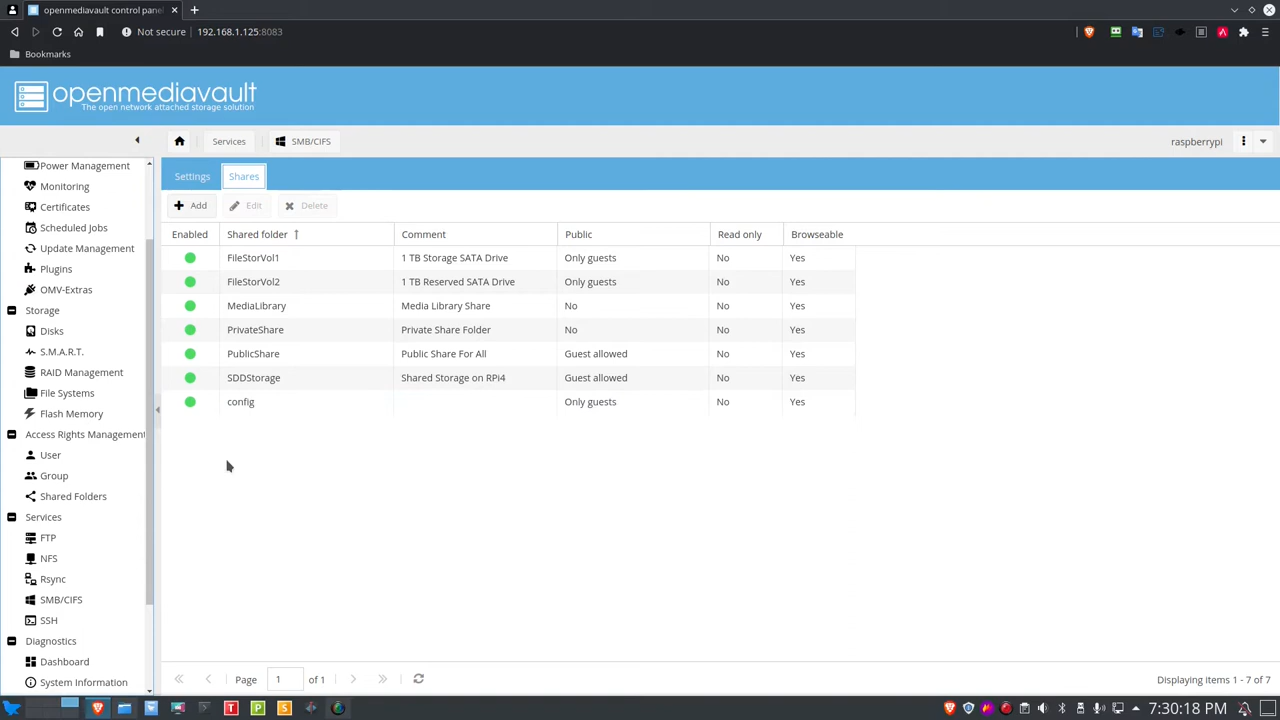 openmediavault control pane
Not secure 192.168.1.125:8083
Bookmarks
openmediavault
The open network attached storage solution
Services SMB/CIFS raspberrypi
Power Management
Monitoring
Certificates
Scheduled Jobs
Update Management
Plugins
OMV-Extras
Storage
Disks
S.M.A.R.T.
RAID Management
File Systems
Flash Memory
Access Rights Management
User
Group
Shared Folders
Services
FTP
NFS
Rsync
SMB/CIFS
SSH
Diagnostics
Dashboard
System Information
Settings Shares
Add Edit Delete
Enabled Shared folder Comment Public Read only Browseable
FileStorVol1 1 TB Storage SATA Drive Only guests No Yes
FileStorVol2 1 TB Reserved SATA Drive Only guests No Yes
MediaLibrary Media Library Share No No Yes
PrivateShare Private Share Folder No No Yes
PublicShare Public Share For All Guest allowed No Yes
SDDStorage Shared Storage on RPi4 Guest allowed No Yes
config Only guests No Yes
Page 1 of 1 Displaying items 1 - 7 of 7
T P S 7:30:18 PM